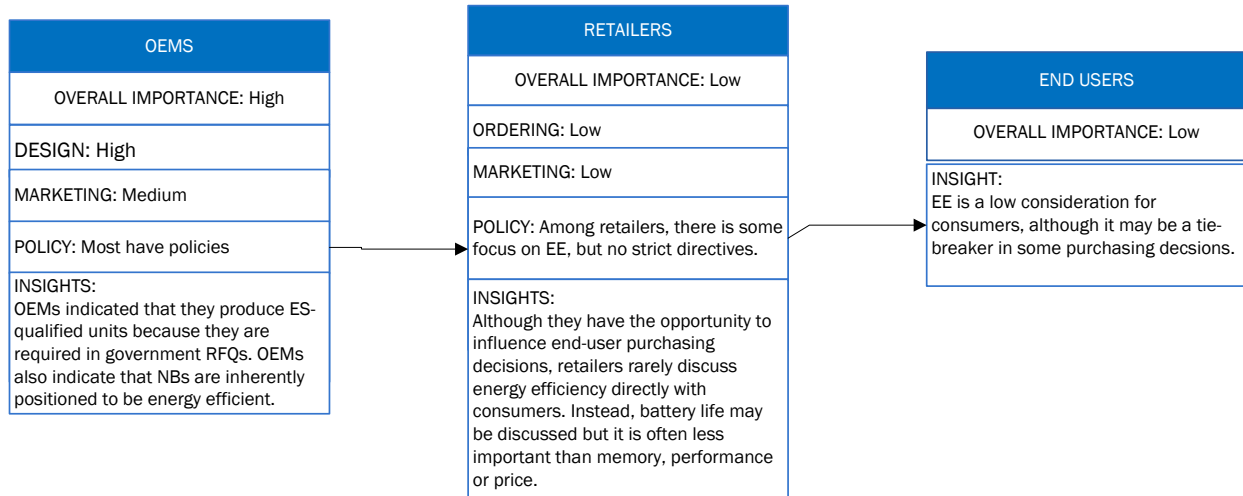 OEMS
OVERALL IMPORTANCE: High
DESIGN: High
MARKETING: Medium
POLICY: Most have policies
INSIGHTS:
OEMs indicated that they produce ES-
qualified units because they are
required in government RFQs. OEMs
also indicate that NBs are inherently
positioned to be energy efficient.
RETAILERS
OVERALL IMPORTANCE: Low
ORDERING: Low
MARKETING: Low
POLICY: Among retailers, there is some
focus on EE, but no strict directives.
INSIGHTS:
Although they have the opportunity to
influence end-user purchasing
decisions, retailers rarely discuss
energy efficiency directly with
consumers. Instead, battery life may
be discussed but it is often less
important than memory, performance
or price.
END USERS
OVERALL IMPORTANCE: Low
INSIGHT:
EE is a low consideration for
consumers, although it may be a tie-
breaker in some purchasing decsions.